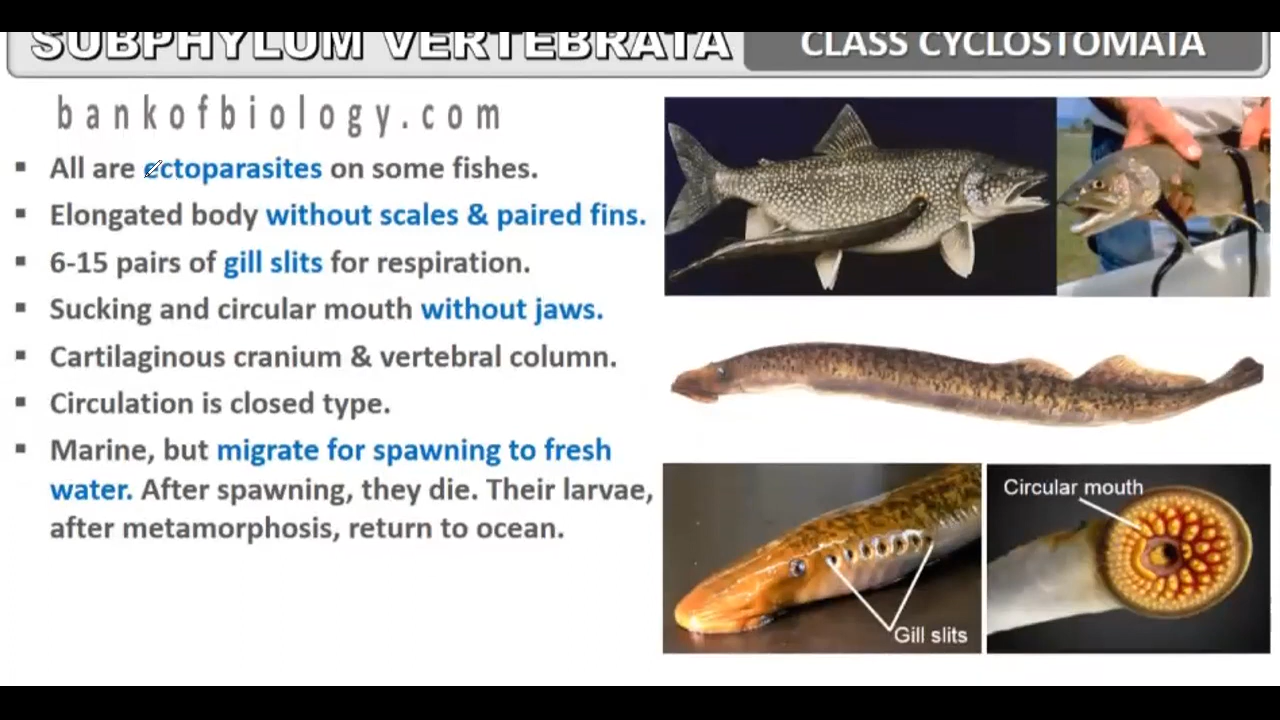 SUBPHYLUM VERTEBRATA
CLASS CYCLOSTOMATA
bankofbiology.com
▪ All are ectoparasites on some fishes.
▪ Elongated body without scales & paired fins.
▪ 6-15 pairs of gill slits for respiration.
▪ Sucking and circular mouth without jaws.
▪ Cartilaginous cranium & vertebral column.
▪ Circulation is closed type.
▪ Marine, but migrate for spawning to fresh
water. After spawning, they die. Their larvae,
after metamorphosis, return to ocean.
Gill slits
Circular mouth